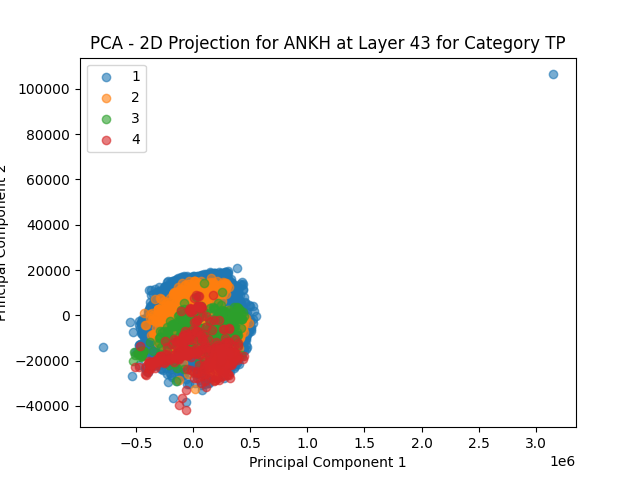 PCA - 2D Projection for ANKH at Layer 43 for Category TP
1
2
3
4
100000
80000
60000
40000
20000
0
−20000
−40000
Principal Component 2
−0.5 0.0 0.5 1.0 1.5 2.0 2.5 3.0
1e6
Principal Component 1